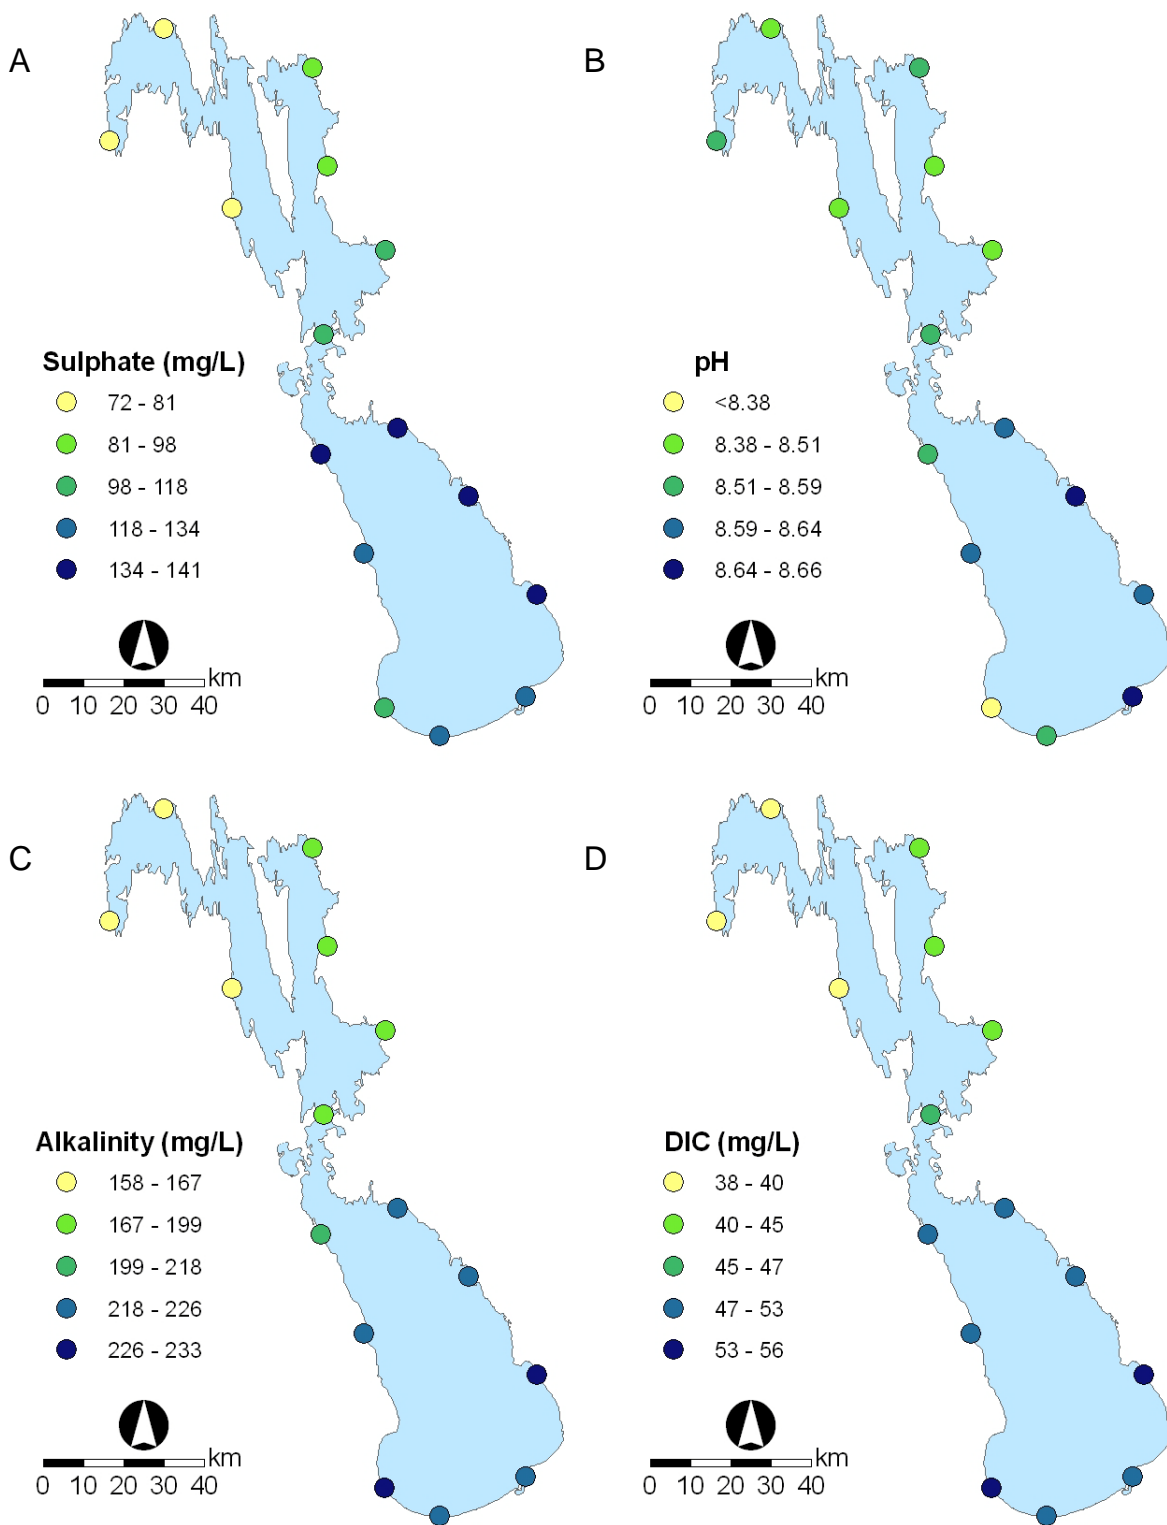 A
Sulphate (mg/L)
72 - 81
81 - 98
98 - 118
118 - 134
134 - 141
km
0 10 20 30 40
B
pH
<8.38
8.38 - 8.51
8.51 - 8.59
8.59 - 8.64
8.64 - 8.66
km
0 10 20 30 40
C
Alkalinity (mg/L)
158 - 167
167 - 199
199 - 218
218 - 226
226 - 233
km
0 10 20 30 40
D
DIC (mg/L)
38 - 40
40 - 45
45 - 47
47 - 53
53 - 56
km
0 10 20 30 40